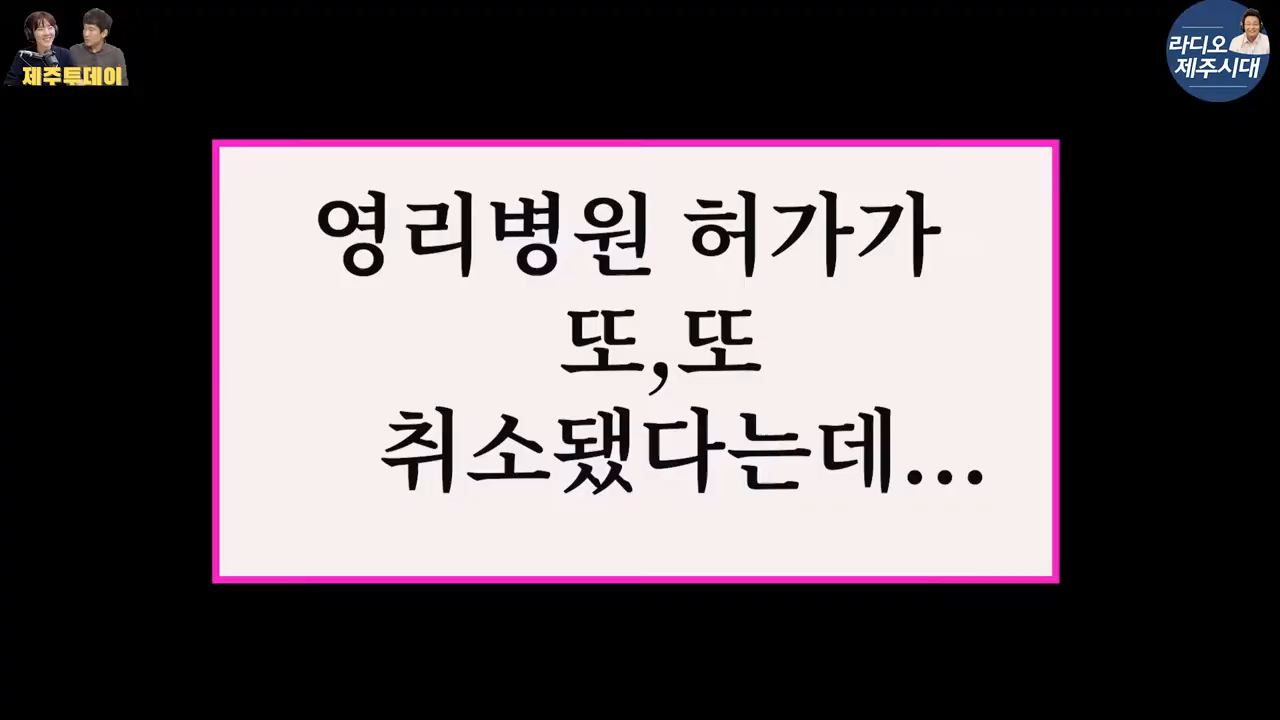 제주투데이
라디오
제주시대
영리병원 허가가
또,또
취소됐다는데...